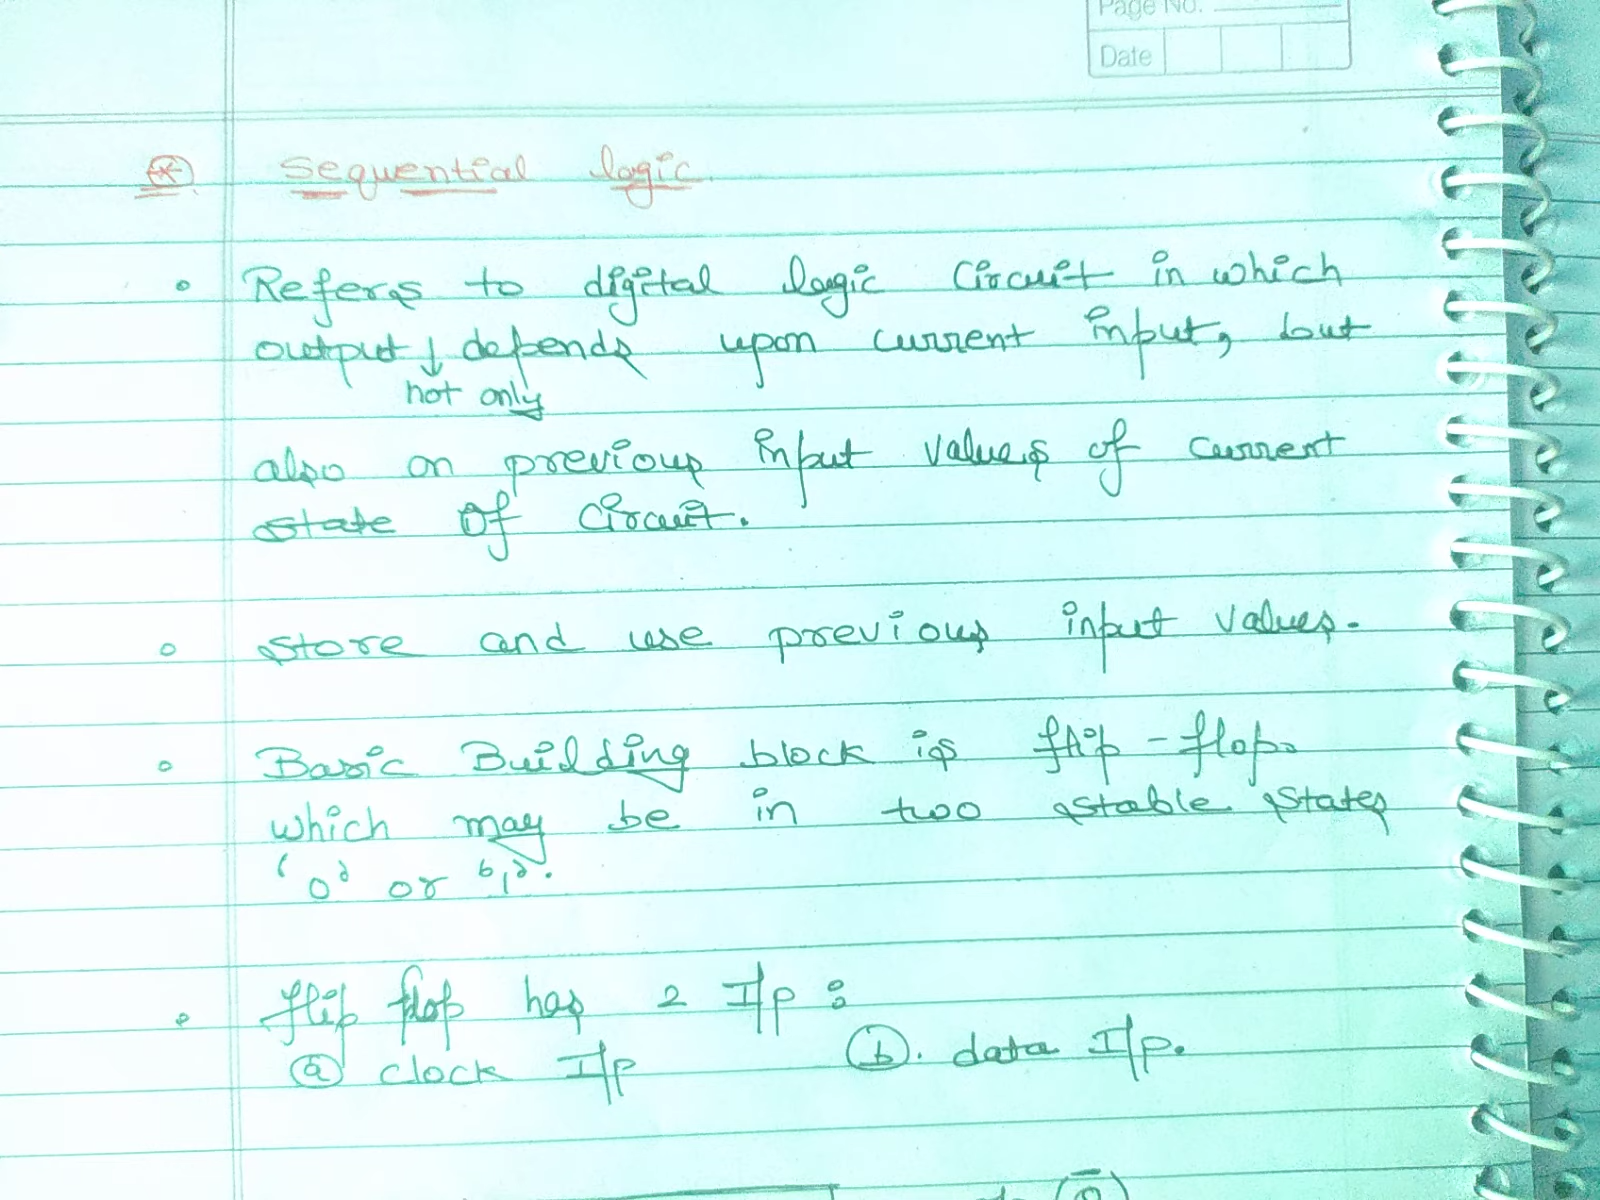 Page No.
Date
* Sequential logic.
• Refers to digital logic Circuit in which
output ↓ depends upon current input, but
not only
also on previous input values of current
state of Circuit.
• store and use previous input values.
• Basic Building block is flip-flop.
which may be in two stable states
'0' or '1'.
• flip flop has 2 I/p :
(a) clock I/p (b). data I/p.